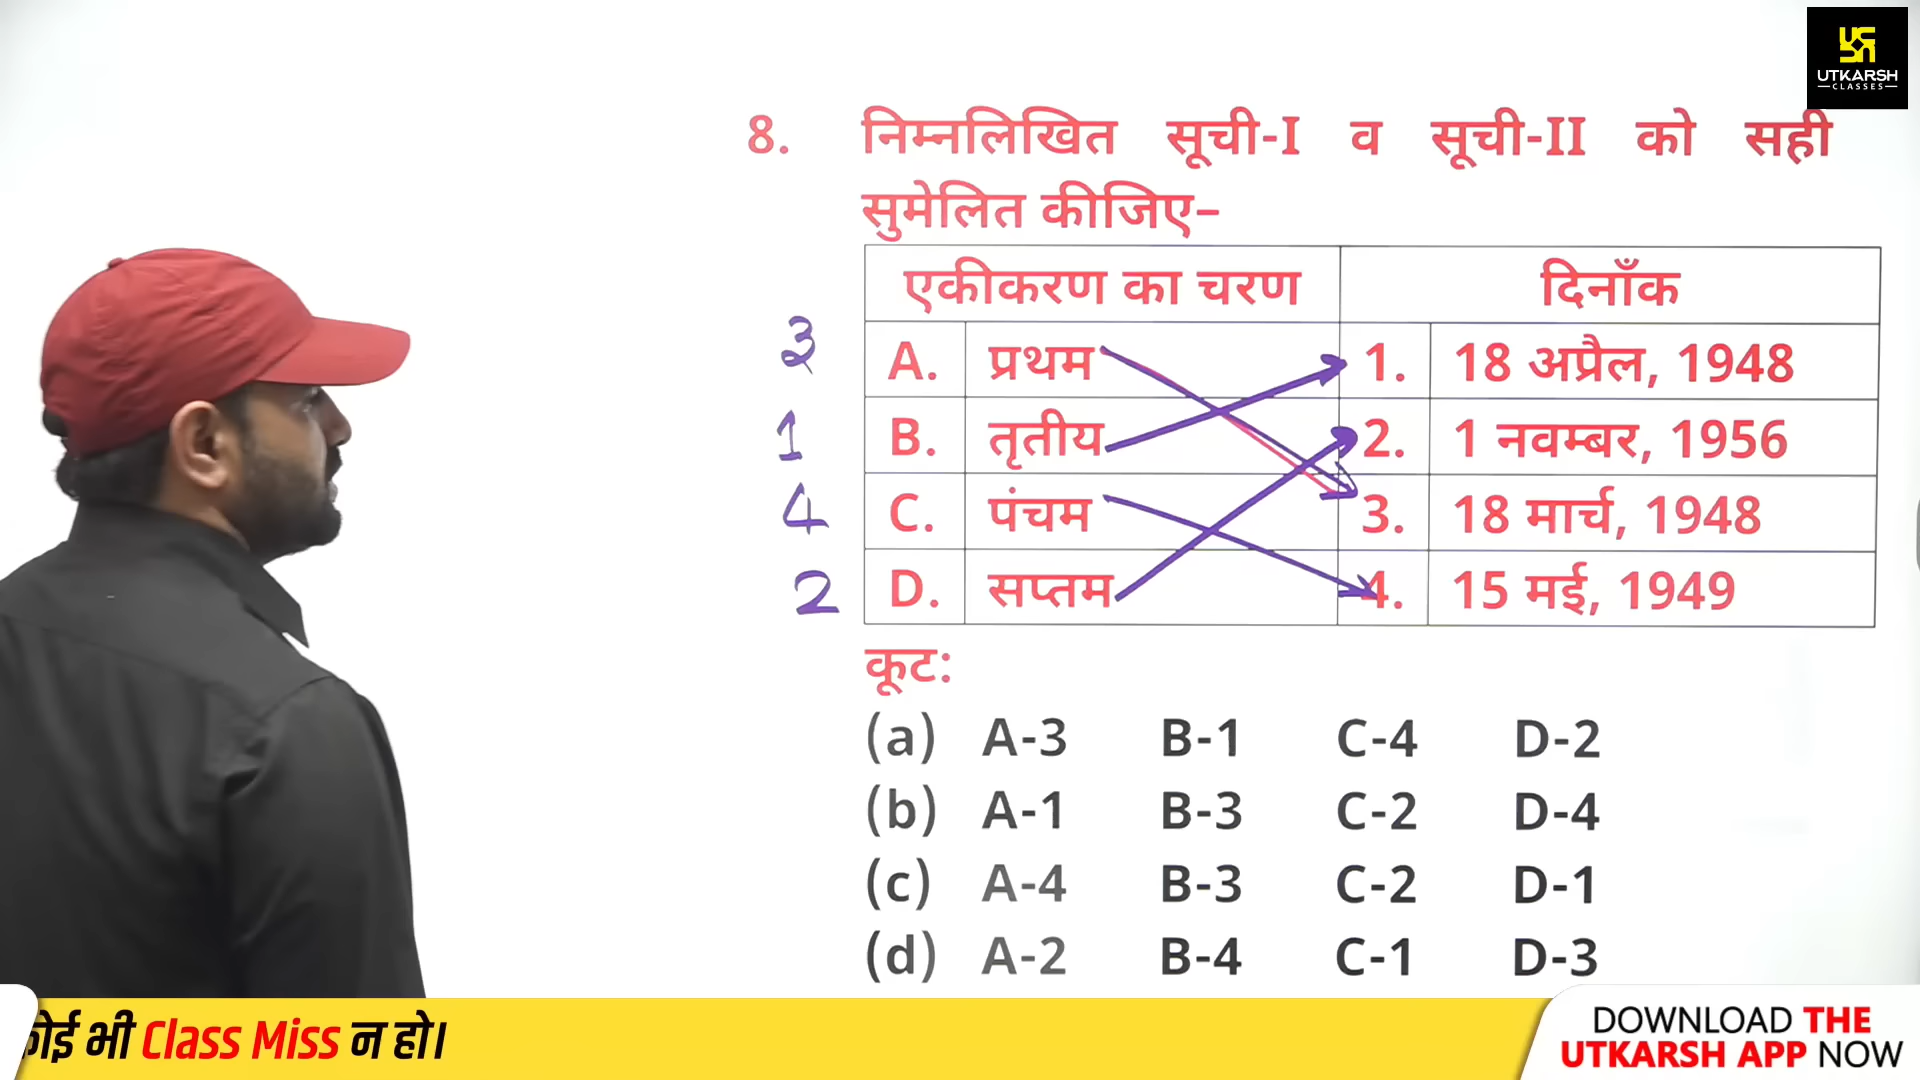 UTKARSH
CLASSES
8. निम्नलिखित सूची-I व सूची-II को सही
सुमेलित कीजिए–
एकीकरण का चरण दिनाँक
3 A. प्रथम 1. 18 अप्रैल, 1948
1 B. तृतीय 2. 1 नवम्बर, 1956
4 C. पंचम 3. 18 मार्च, 1948
2 D. सप्तम 4. 15 मई, 1949
कूट:
(a) A-3 B-1 C-4 D-2
(b) A-1 B-3 C-2 D-4
(c) A-4 B-3 C-2 D-1
(d) A-2 B-4 C-1 D-3
भी Class Miss न हो।
DOWNLOAD THE
UTKARSH APP NOW